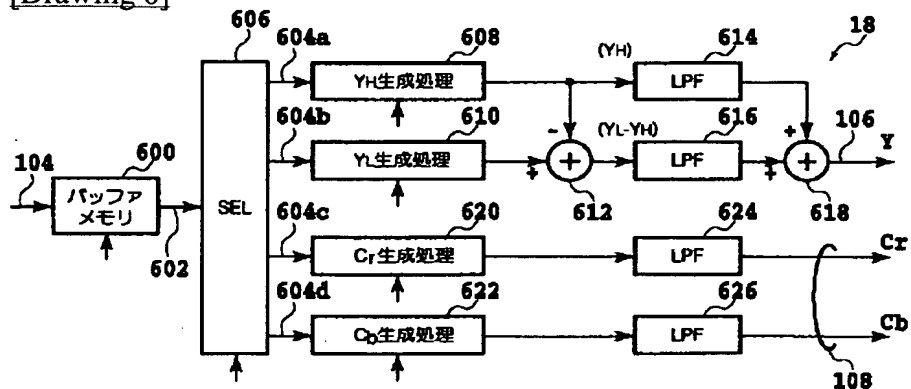 [Drawing 6]
606
604a
608
(YH)
614
18
YH生成処理
LPF
604b
610
-
(YL-YH)
616
+
106
Y
600
YL生成処理
+
+
LPF
+
+
104
バッファ
メモリ
SEL
612
618
602
604c
620
624
Cr
Cr生成処理
LPF
604d
622
626
Cb
Cb生成処理
LPF
108